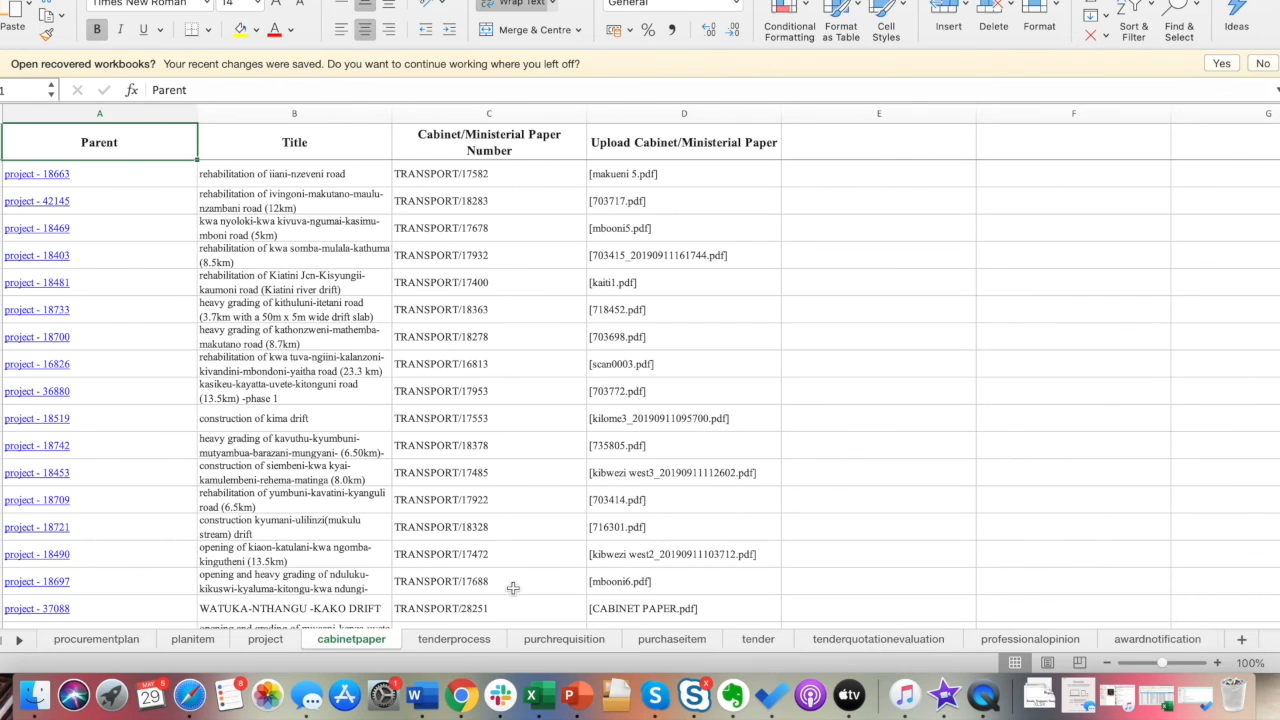 Times New Roman 14 Wrap Text General
Paste B I U A Merge & Centre % Conditional Formatting Format as Table Cell Styles Insert Delete Format Sort & Filter Find & Select Ideas
Open recovered workbooks? Your recent changes were saved. Do you want to continue working where you left off? Yes No
1 fx Parent
A B C D E F G
Parent Title Cabinet/Ministerial Paper Number Upload Cabinet/Ministerial Paper
project - 18663 rehabilitation of iiani-nzeveni road TRANSPORT/17582 [makueni 5.pdf]
project - 42145 rehabilitation of ivingoni-makutano-maulu-nzambani road (12km) TRANSPORT/18283 [703717.pdf]
project - 18469 kwa nyoloki-kwa kivuva-ngumai-kasimu-mboni road (5km) TRANSPORT/17678 [mbooni5.pdf]
project - 18403 rehabilitation of kwa somba-mulala-kathuma (8.5km) TRANSPORT/17932 [703415_20190911161744.pdf]
project - 18481 rehabilitation of Kiatini Jcn-Kisyungii-kaumoni road (Kiatini river drift) TRANSPORT/17400 [kaiti1.pdf]
project - 18733 heavy grading of kithuluni-itetani road (3.7km with a 50m x 5m wide drift slab) TRANSPORT/18363 [718452.pdf]
project - 18700 heavy grading of kathonzweni-mathemba-makutano road (8.7km) TRANSPORT/18278 [703698.pdf]
project - 16826 rehabilitation of kwa tuva-ngiini-kalanzoni-kivandini-mbondoni-yaitha road (23.3 km) TRANSPORT/16813 [scan0003.pdf]
project - 36880 kasikeu-kayatta-uvete-kitonguni road (13.5km) -phase 1 TRANSPORT/17953 [703772.pdf]
project - 18519 construction of kima drift TRANSPORT/17553 [kilome3_20190911095700.pdf]
project - 18742 heavy grading of kavuthu-kyumbuni-mutyambua-barazani-mungyani- (6.50km)- TRANSPORT/18378 [735805.pdf]
project - 18453 construction of siembeni-kwa kyai-kamulembeni-rehema-matinga (8.0km) TRANSPORT/17485 [kibwezi west3_20190911112602.pdf]
project - 18709 rehabilitation of yumbuni-kavatini-kyanguli road (6.5km) TRANSPORT/17922 [703414.pdf]
project - 18721 construction kyumani-ulilinzi(mukulu stream) drift TRANSPORT/18328 [716301.pdf]
project - 18490 opening of kiaon-katulani-kwa ngomba-kingutheni (13.5km) TRANSPORT/17472 [kibwezi west2_20190911103712.pdf]
project - 18697 opening and heavy grading of nduluku-kikuswi-kyaluma-kitongu-kwa ndungi- TRANSPORT/17688 [mbooni6.pdf]
project - 37088 WATUKA-NTHANGU -KAKO DRIFT TRANSPORT/28251 [CABINET PAPER.pdf]
procurementplan planitem project cabinetpaper tenderprocess purchrequisition purchaseitem tender tenderquotationevaluation professionalopinion awardnotification
100%
MAY 29 5 8 1 tv